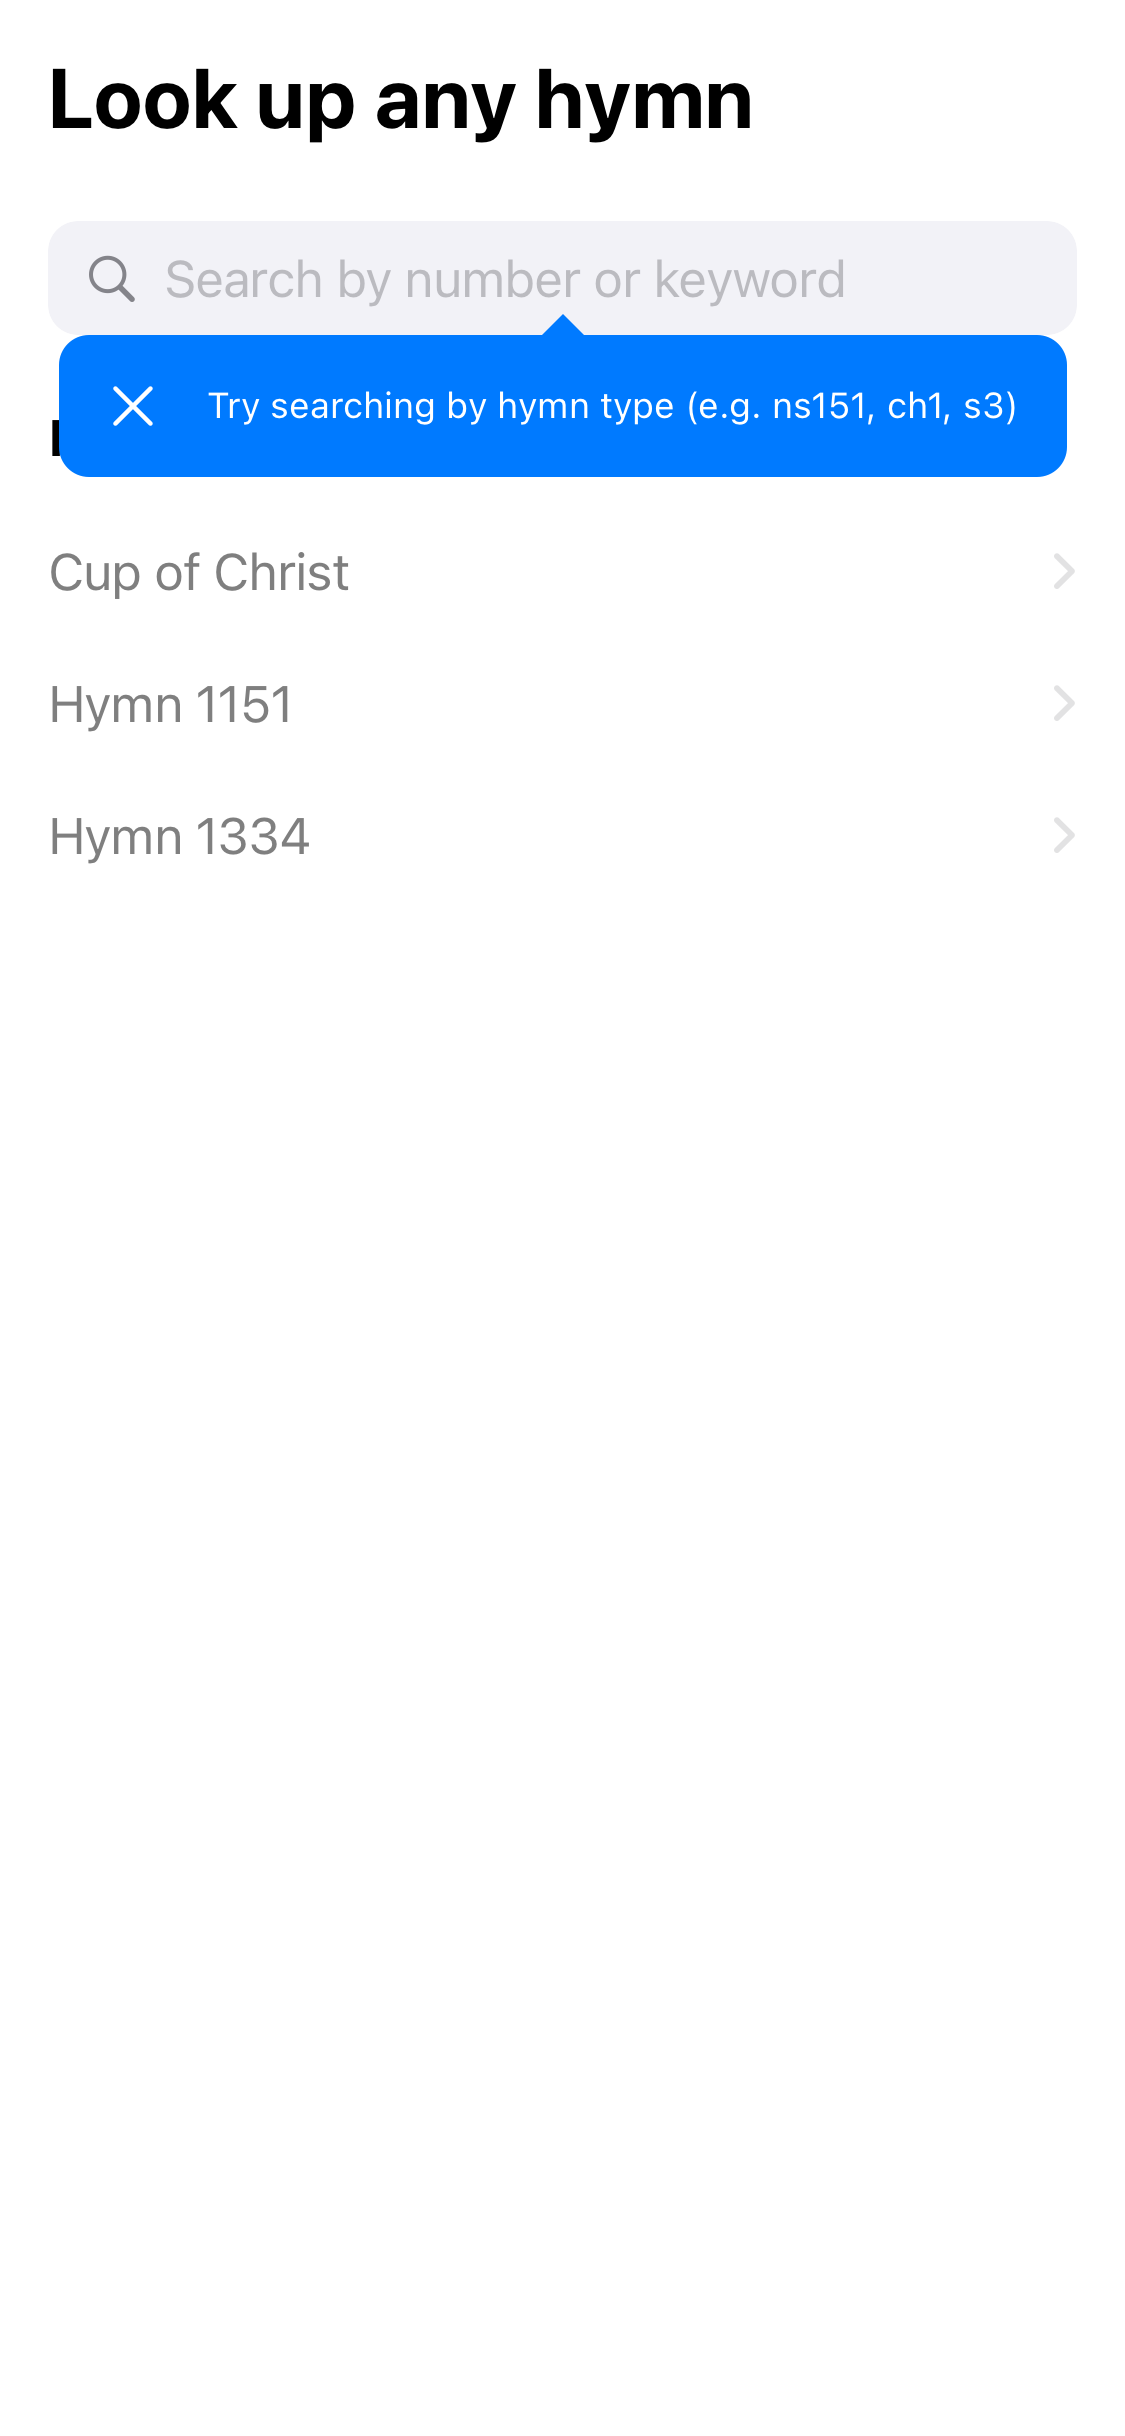 Look up any hymn
Search by number or keyword
Try searching by hymn type (e.g. ns151, ch1, s3)
Cup of Christ
Hymn 1151
Hymn 1334